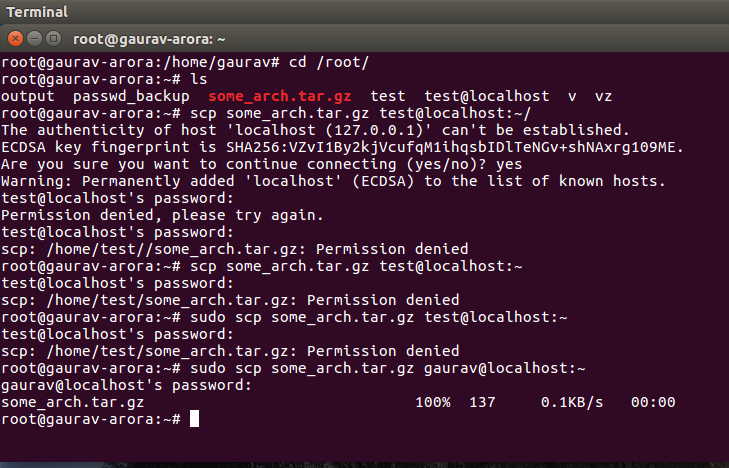 Terminal
root@gaurav-arora: ~
root@gaurav-arora:/home/gaurav# cd /root/
root@gaurav-arora:~# ls
output  passwd_backup  some_arch.tar.gz  test  test@localhost  v  vz
root@gaurav-arora:~# scp some_arch.tar.gz test@localhost:~/
The authenticity of host 'localhost (127.0.0.1)' can't be established.
ECDSA key fingerprint is SHA256:VZvI1By2kjVcufqM1ihqsbIDlTeNGv+shNAxrg109ME.
Are you sure you want to continue connecting (yes/no)? yes
Warning: Permanently added 'localhost' (ECDSA) to the list of known hosts.
test@localhost's password:
Permission denied, please try again.
test@localhost's password:
scp: /home/test//some_arch.tar.gz: Permission denied
root@gaurav-arora:~# scp some_arch.tar.gz test@localhost:~
test@localhost's password:
scp: /home/test/some_arch.tar.gz: Permission denied
root@gaurav-arora:~# sudo scp some_arch.tar.gz test@localhost:~
test@localhost's password:
scp: /home/test/some_arch.tar.gz: Permission denied
root@gaurav-arora:~# sudo scp some_arch.tar.gz gaurav@localhost:~
gaurav@localhost's password:
some_arch.tar.gz                              100%  137     0.1KB/s   00:00
root@gaurav-arora:~#